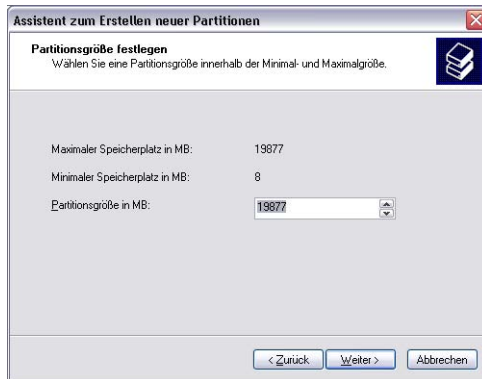 Assistent zum Erstellen neuer Partitionen
Partitionsgröße festlegen
Wählen Sie eine Partitionsgröße innerhalb der Minimal- und Maximalgröße.
Maximaler Speicherplatz in MB: 19877
Minimaler Speicherplatz in MB: 8
Partitionsgröße in MB: 19877
< Zurück Weiter > Abbrechen